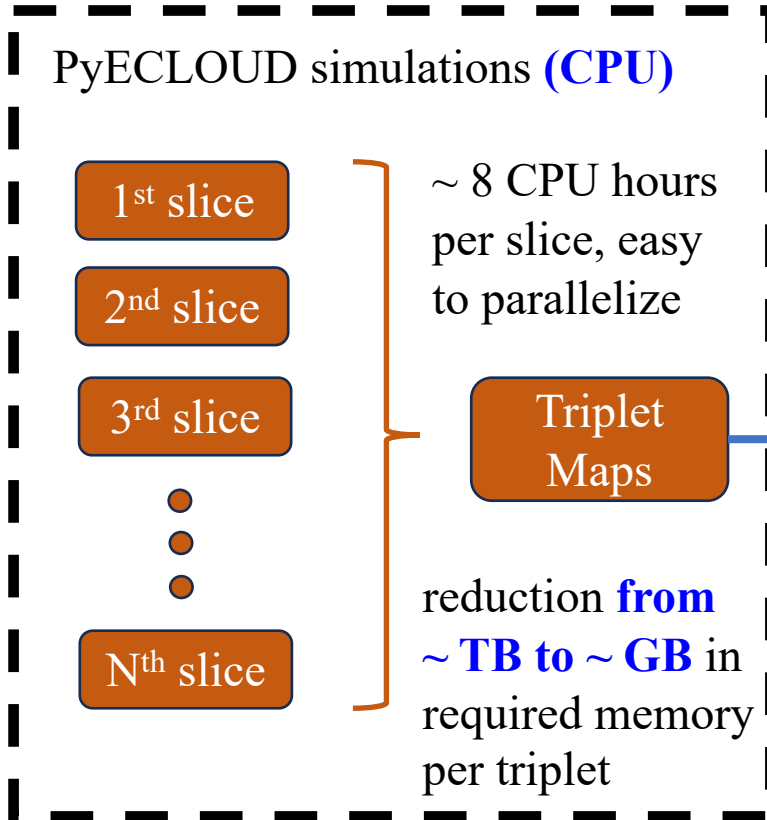 PyECLOUD simulations (CPU)
1st slice
2nd slice
3rd slice
Nth slice
~ 8 CPU hours
per slice, easy
to parallelize
Triplet
Maps
reduction from
~ TB to ~ GB in
required memory
per triplet